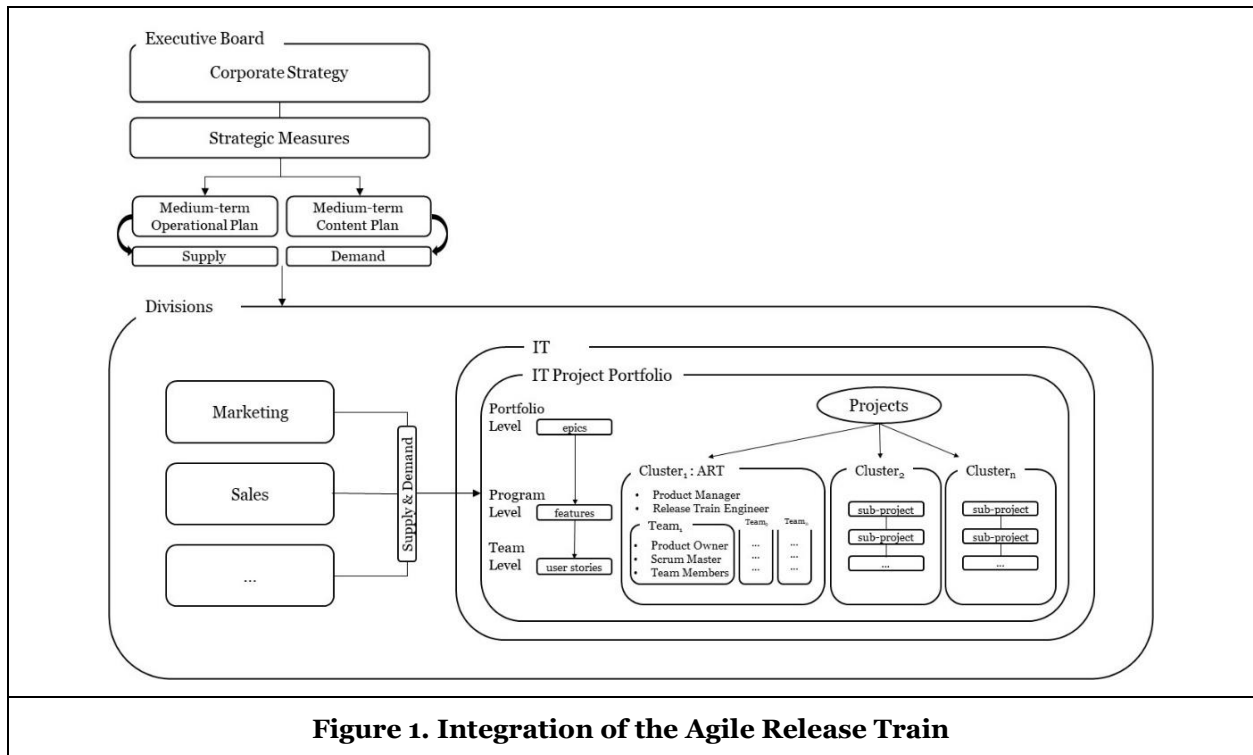 Executive Board
Corporate Strategy
Strategic Measures
Medium-term
Operational Plan
Medium-term
Content Plan
Supply
Demand
Divisions
Marketing
Sales
...
Supply & Demand
IT
IT Project Portfolio
Portfolio
Level
epics
Program
Level
features
Team
Level
user stories
Projects
Cluster₁ : ART
• Product Manager
• Release Train Engineer
Team₁
• Product Owner
• Scrum Master
• Team Members
...
...
...
...
...
...
Cluster₂
sub-project
sub-project
...
Clusterₙ
sub-project
sub-project
...
Figure 1. Integration of the Agile Release Train